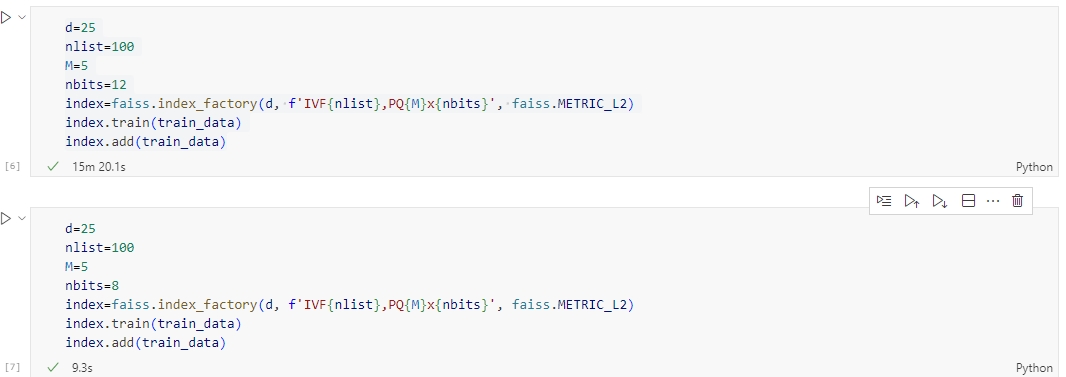 d=25
nlist=100
M=5
nbits=12
index=faiss.index_factory(d, f'IVF{nlist},PQ{M}x{nbits}', faiss.METRIC_L2)
index.train(train_data)
index.add(train_data)
[6] 15m 20.1s Python
d=25
nlist=100
M=5
nbits=8
index=faiss.index_factory(d, f'IVF{nlist},PQ{M}x{nbits}', faiss.METRIC_L2)
index.train(train_data)
index.add(train_data)
[7] 9.3s Python